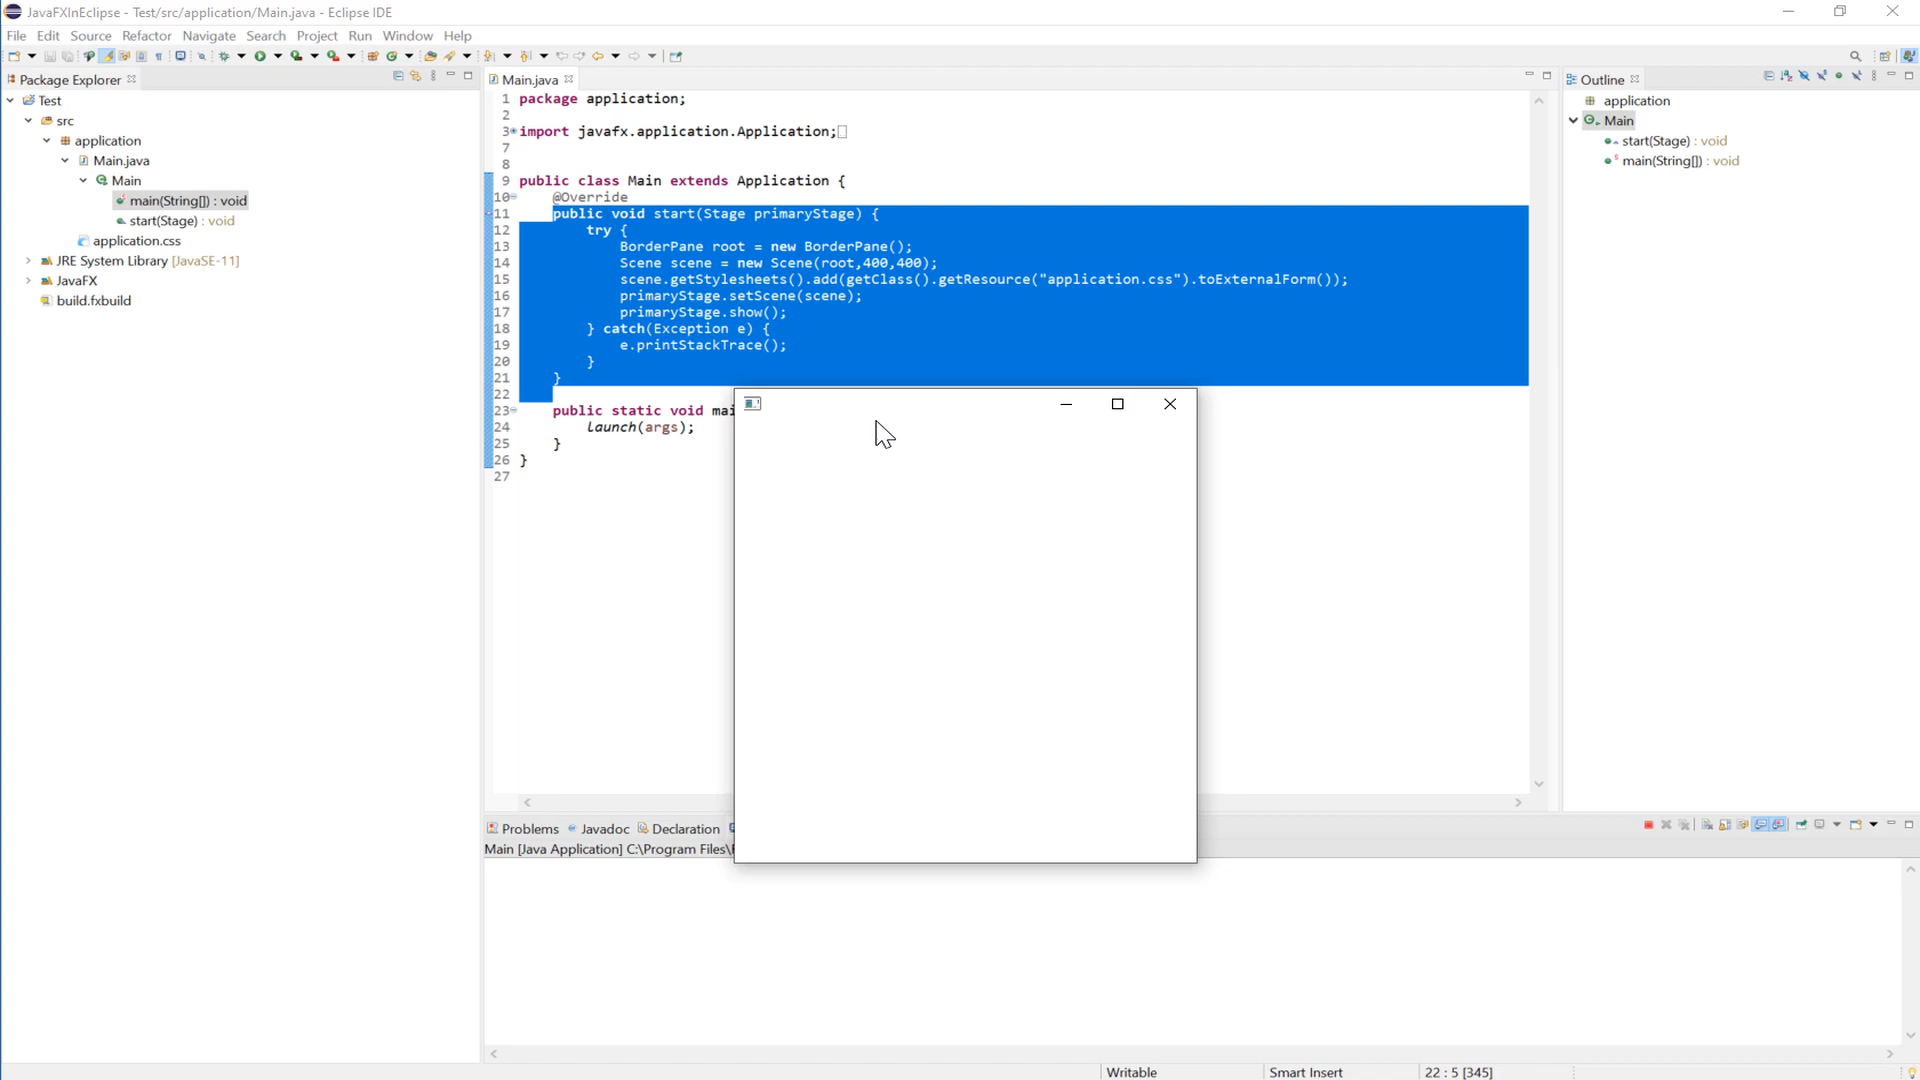 JavaFXInEclipse - Test/src/application/Main.java - Eclipse IDE
File Edit Source Refactor Navigate Search Project Run Window Help
Package Explorer
Test
src
application
Main.java
Main
main(String[]) : void
start(Stage) : void
application.css
JRE System Library [JavaSE-11]
JavaFX
build.fxbuild
Main.java
1 package application;
2
3 import javafx.application.Application;
7
8
9 public class Main extends Application {
10 @Override
11 public void start(Stage primaryStage) {
12 try {
13 BorderPane root = new BorderPane();
14 Scene scene = new Scene(root,400,400);
15 scene.getStylesheets().add(getClass().getResource("application.css").toExternalForm());
16 primaryStage.setScene(scene);
17 primaryStage.show();
18 } catch(Exception e) {
19 e.printStackTrace();
20 }
21 }
22
23 public static void mai
24 launch(args);
25 }
26 }
27
Outline
application
Main
start(Stage) : void
main(String[]) : void
Problems Javadoc Declaration
Main [Java Application] C:\Program Files\
Writable Smart Insert 22 : 5 [345]